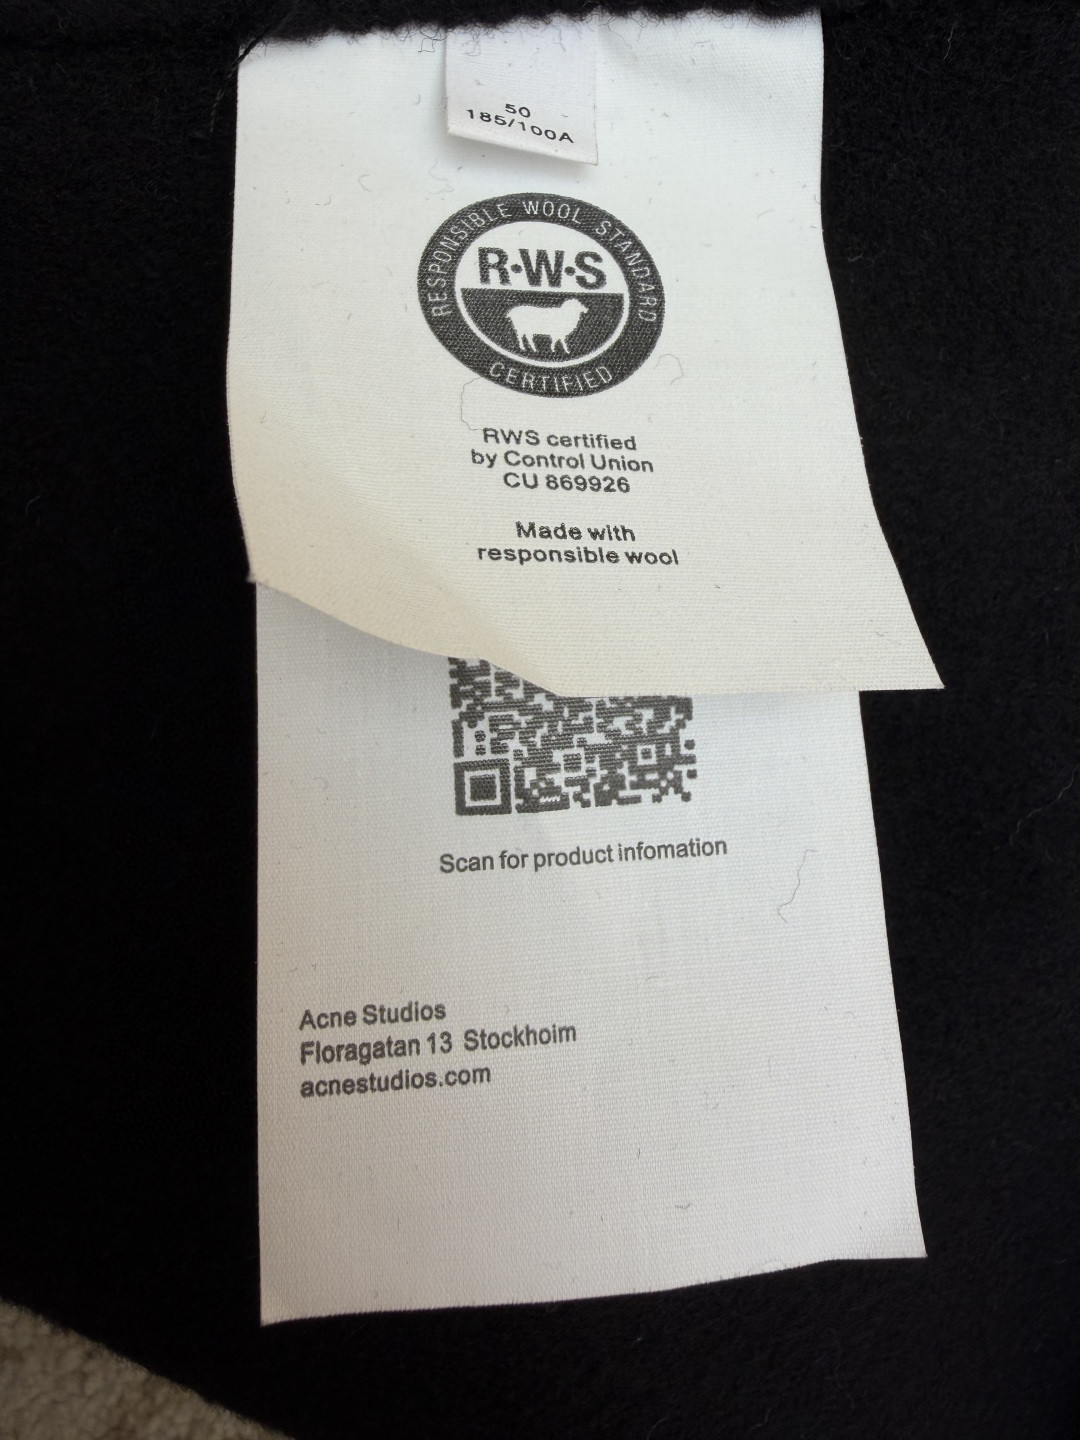 50
185/100A
RESPONSIBLE WOOL STANDARD
R·W·S
CERTIFIED
RWS certified
by Control Union
CU 869926
Made with
responsible wool
Scan for product infomation
Acne Studios
Floragatan 13 Stockhoim
acnestudios.com